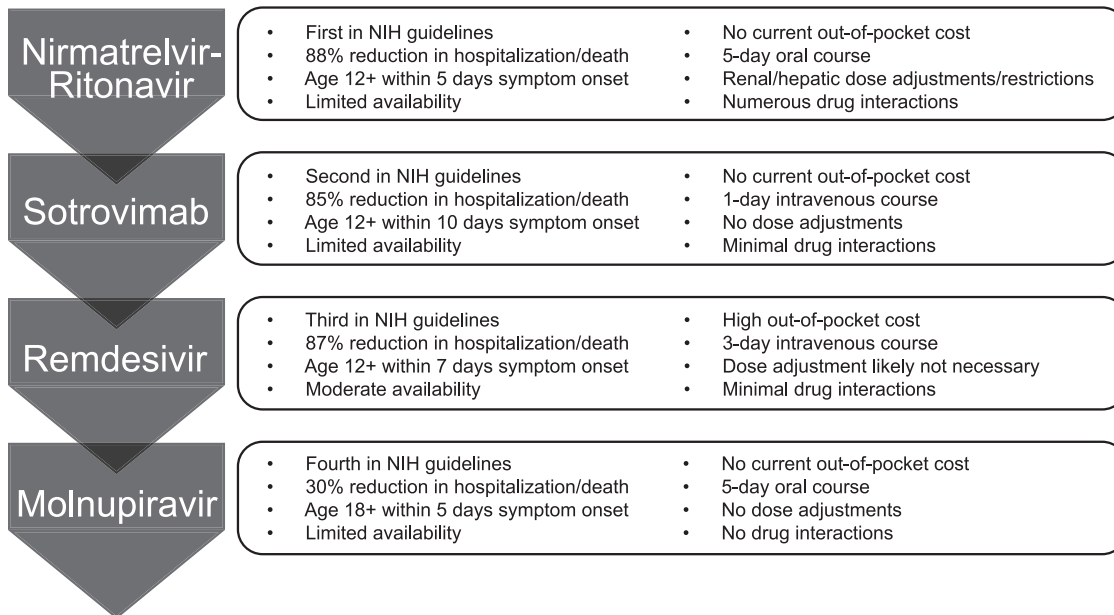 Nirmatrelvir-
Ritonavir
• First in NIH guidelines
• 88% reduction in hospitalization/death
• Age 12+ within 5 days symptom onset
• Limited availability
• No current out-of-pocket cost
• 5-day oral course
• Renal/hepatic dose adjustments/restrictions
• Numerous drug interactions
Sotrovimab
• Second in NIH guidelines
• 85% reduction in hospitalization/death
• Age 12+ within 10 days symptom onset
• Limited availability
• No current out-of-pocket cost
• 1-day intravenous course
• No dose adjustments
• Minimal drug interactions
Remdesivir
• Third in NIH guidelines
• 87% reduction in hospitalization/death
• Age 12+ within 7 days symptom onset
• Moderate availability
• High out-of-pocket cost
• 3-day intravenous course
• Dose adjustment likely not necessary
• Minimal drug interactions
Molnupiravir
• Fourth in NIH guidelines
• 30% reduction in hospitalization/death
• Age 18+ within 5 days symptom onset
• Limited availability
• No current out-of-pocket cost
• 5-day oral course
• No dose adjustments
• No drug interactions